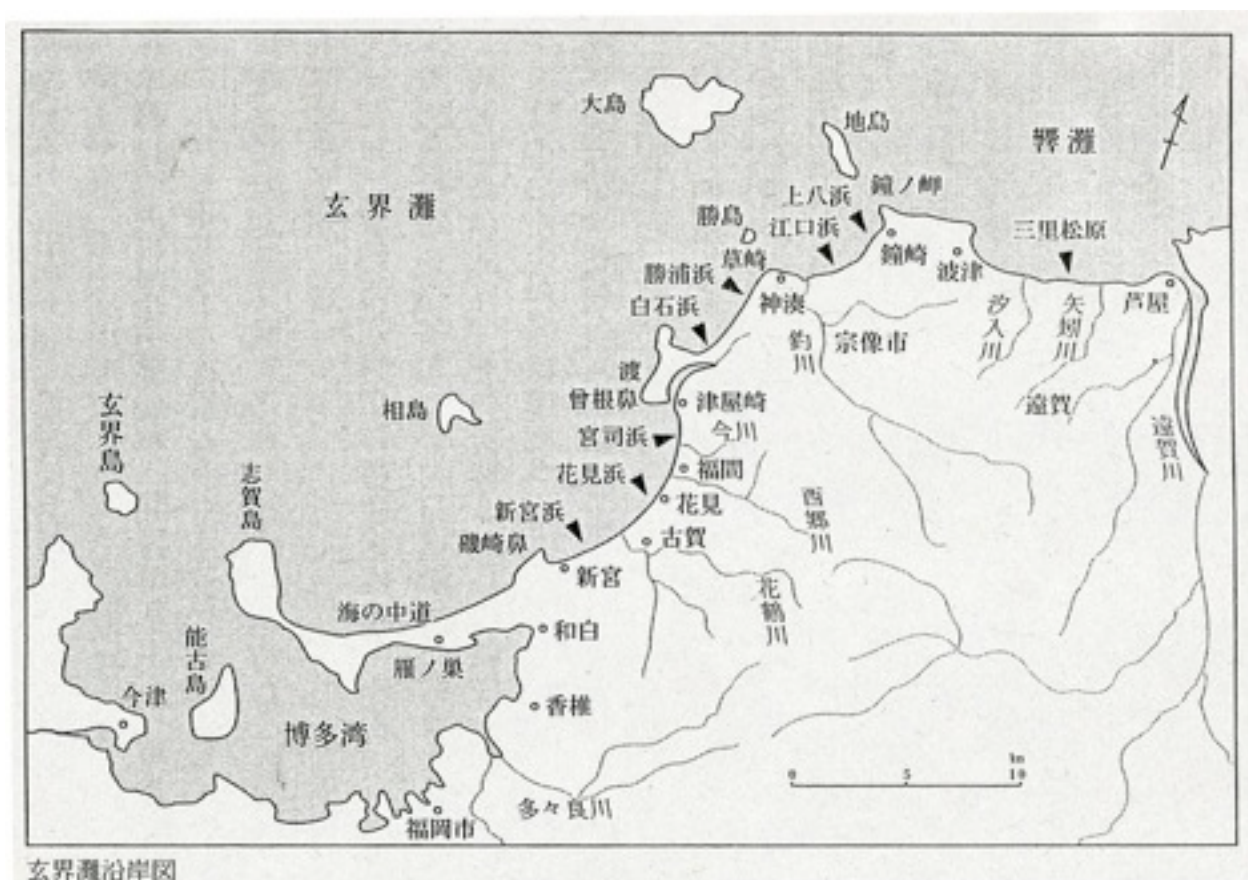 大島
地島
響灘
玄界灘
鐘ノ岬
上八浜
勝島
江口浜
鐘崎
三里松原
草崎
波津
勝浦浜
神湊
芦屋
白石浜
汐入川
矢矧川
釣川
宗像市
渡
曽根鼻
津屋崎
遠賀
相島
今川
遠賀川
玄界島
宮司浜
福間
志賀島
花見浜
花見
西郷川
新宮浜
古賀
磯崎鼻
新宮
花鶴川
海の中道
和白
能古島
雁ノ巣
今津
香椎
博多湾
km
0 5 10
多々良川
福岡市
玄界灘沿岸図